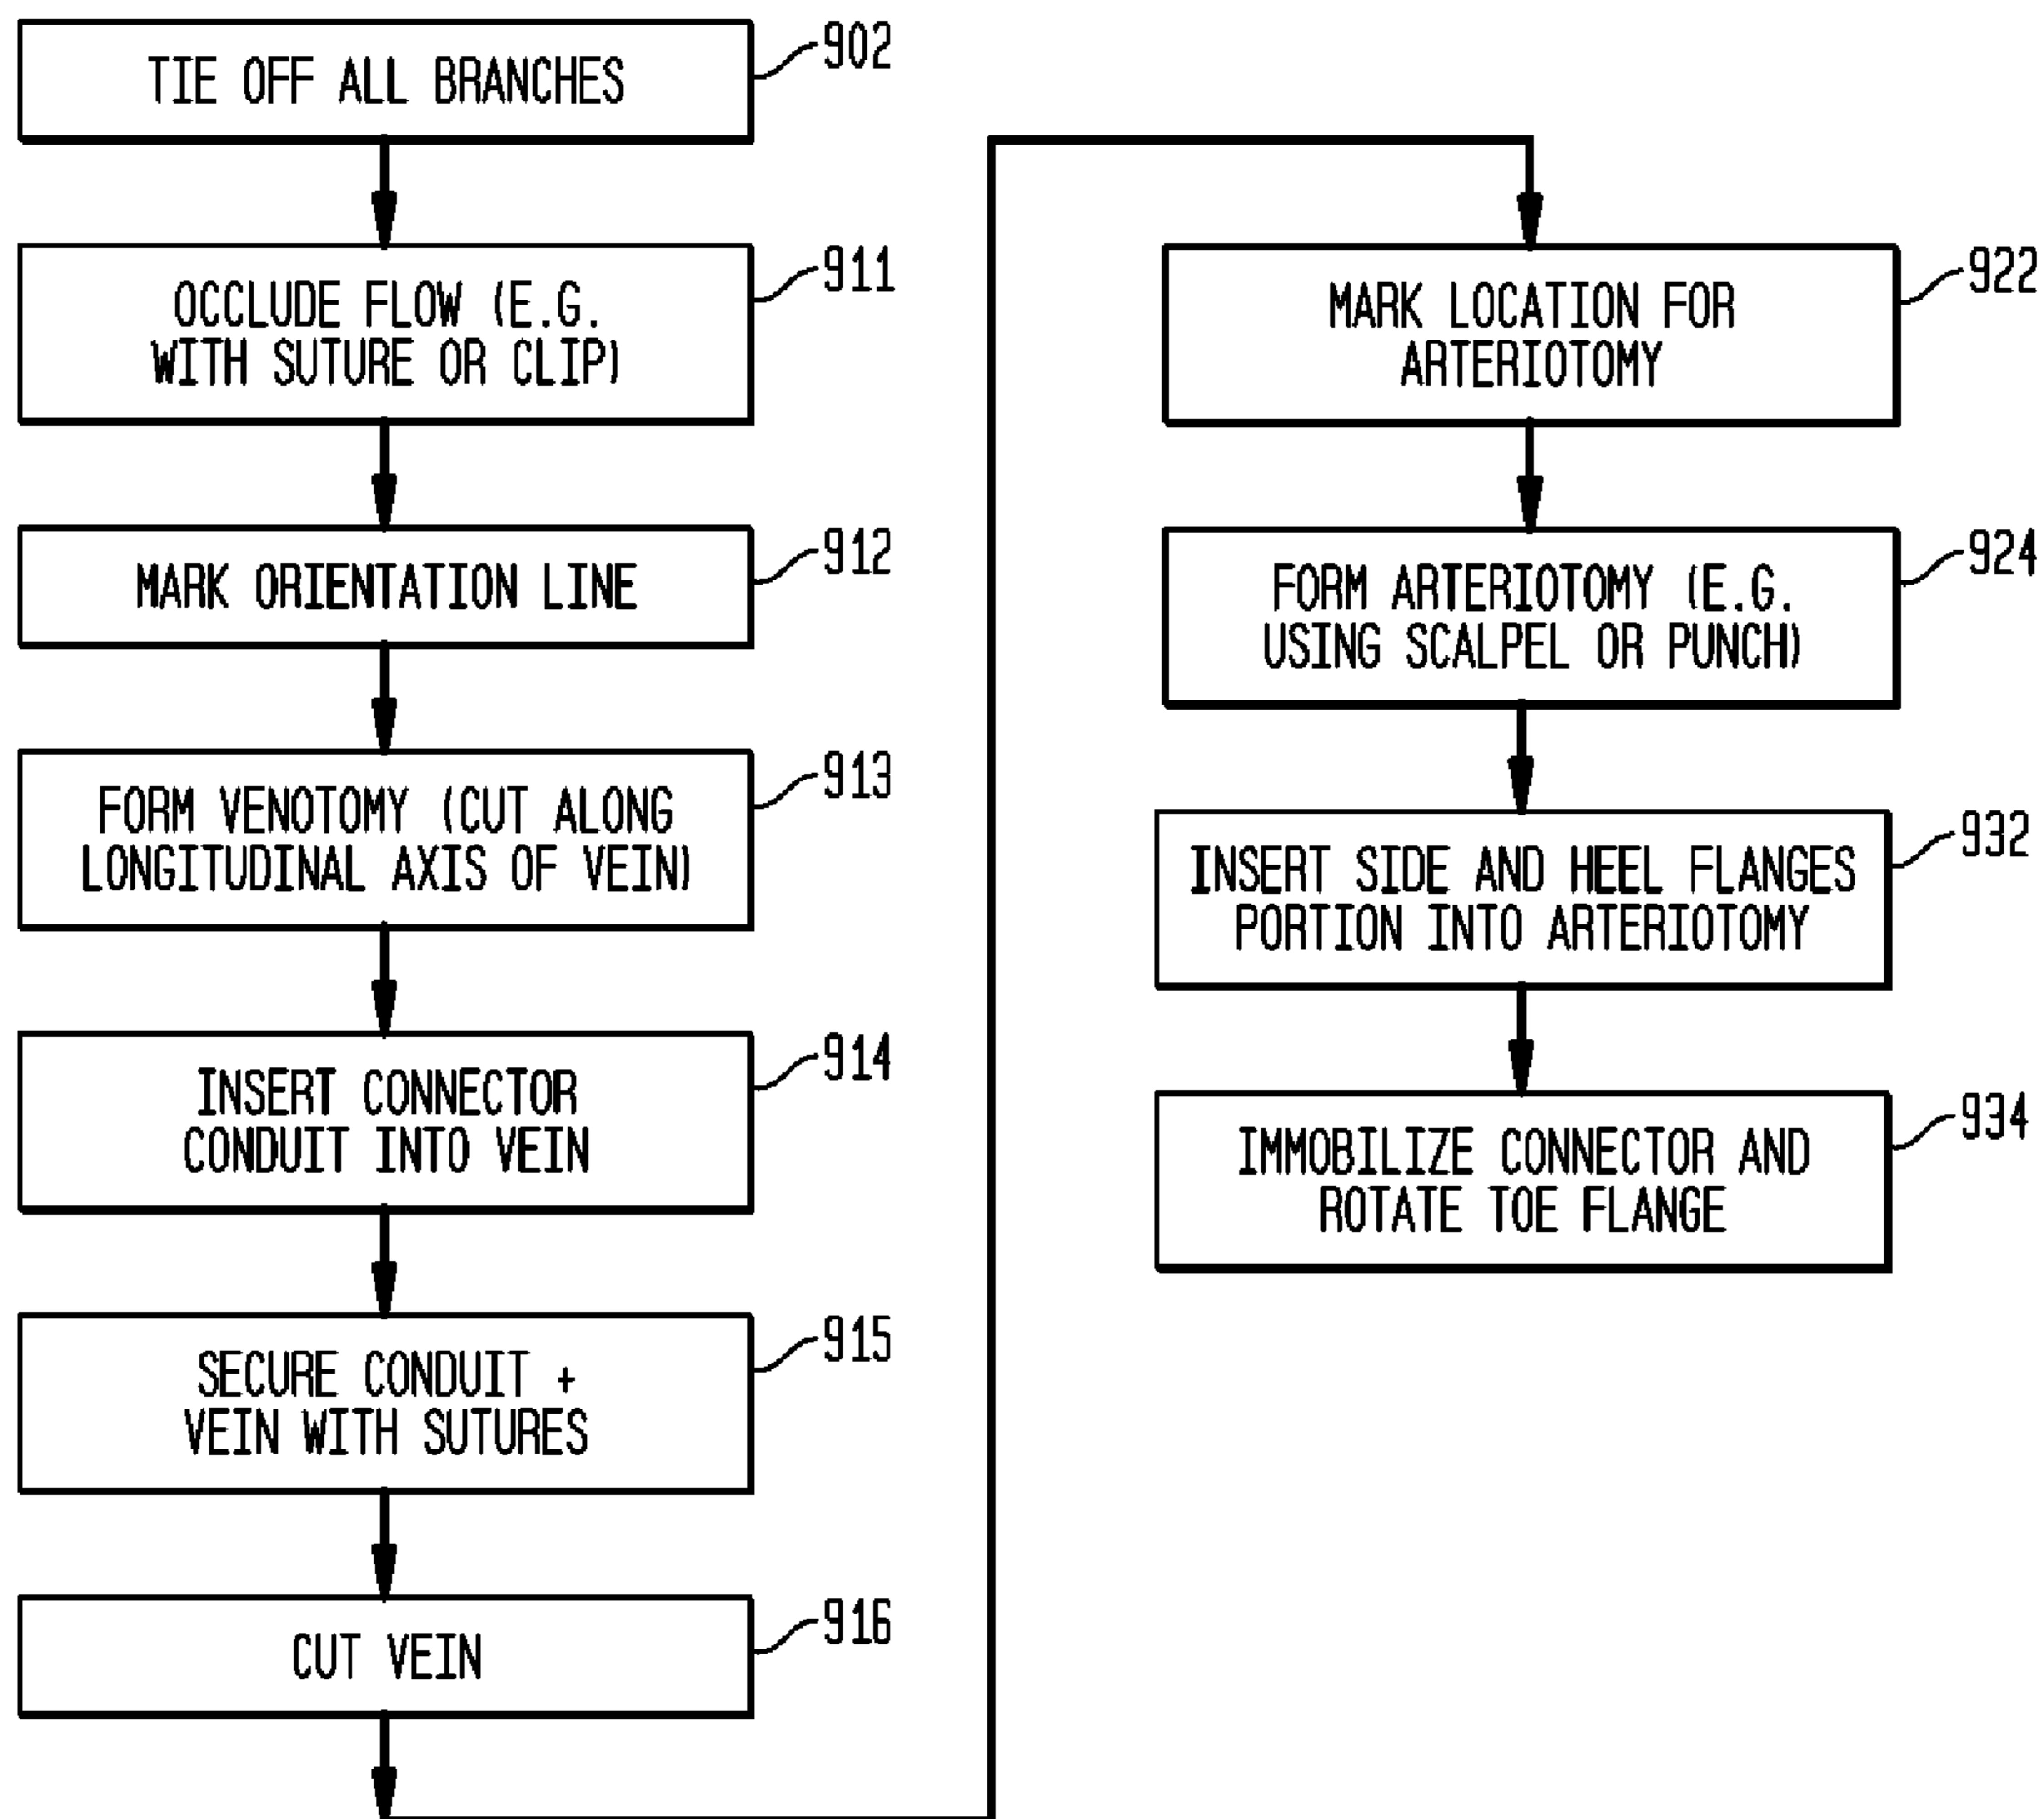 TIE OFF ALL BRANCHES
902
OCCLUDE FLOW (E.G.
WITH SUTURE OR CLIP)
911
MARK ORIENTATION LINE
912
FORM VENOTOMY (CUT ALONG
LONGITUDINAL AXIS OF VEIN)
913
INSERT CONNECTOR
CONDUIT INTO VEIN
914
SECURE CONDUIT +
VEIN WITH SUTURES
915
CUT VEIN
916
MARK LOCATION FOR
ARTERIOTOMY
922
FORM ARTERIOTOMY (E.G.
USING SCALPEL OR PUNCH)
924
INSERT SIDE AND HEEL FLANGES
PORTION INTO ARTERIOTOMY
932
IMMOBILIZE CONNECTOR AND
ROTATE TOE FLANGE
934